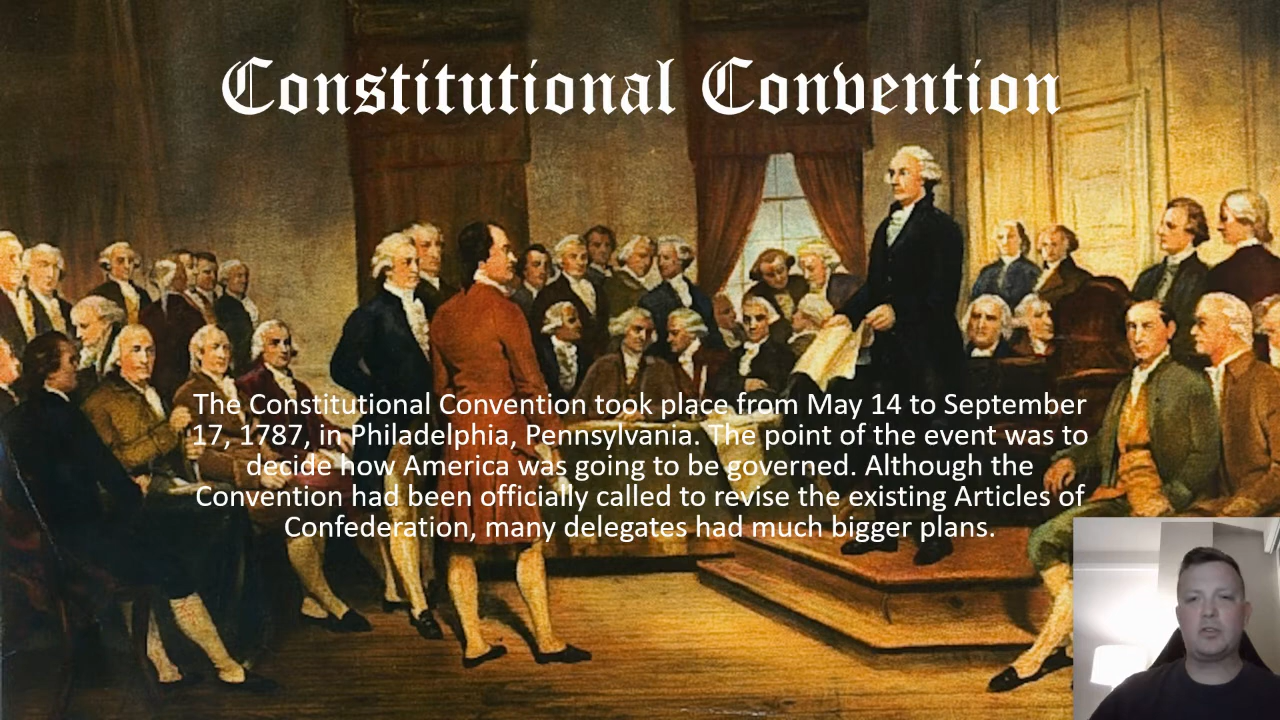 Constitutional Convention
The Constitutional Convention took place from May 14 to September
17, 1787, in Philadelphia, Pennsylvania. The point of the event was to
decide how America was going to be governed. Although the
Convention had been officially called to revise the existing Articles of
Confederation, many delegates had much bigger plans.